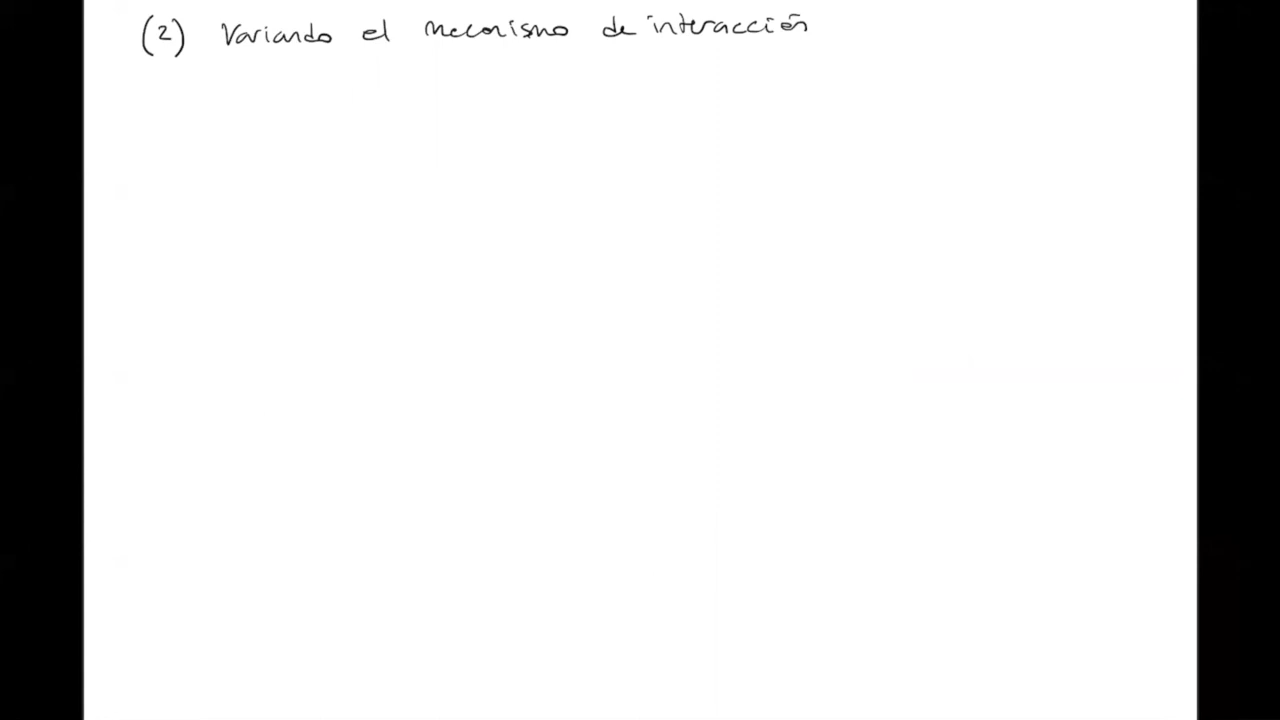 (2) Variando el mecanismo de interacción